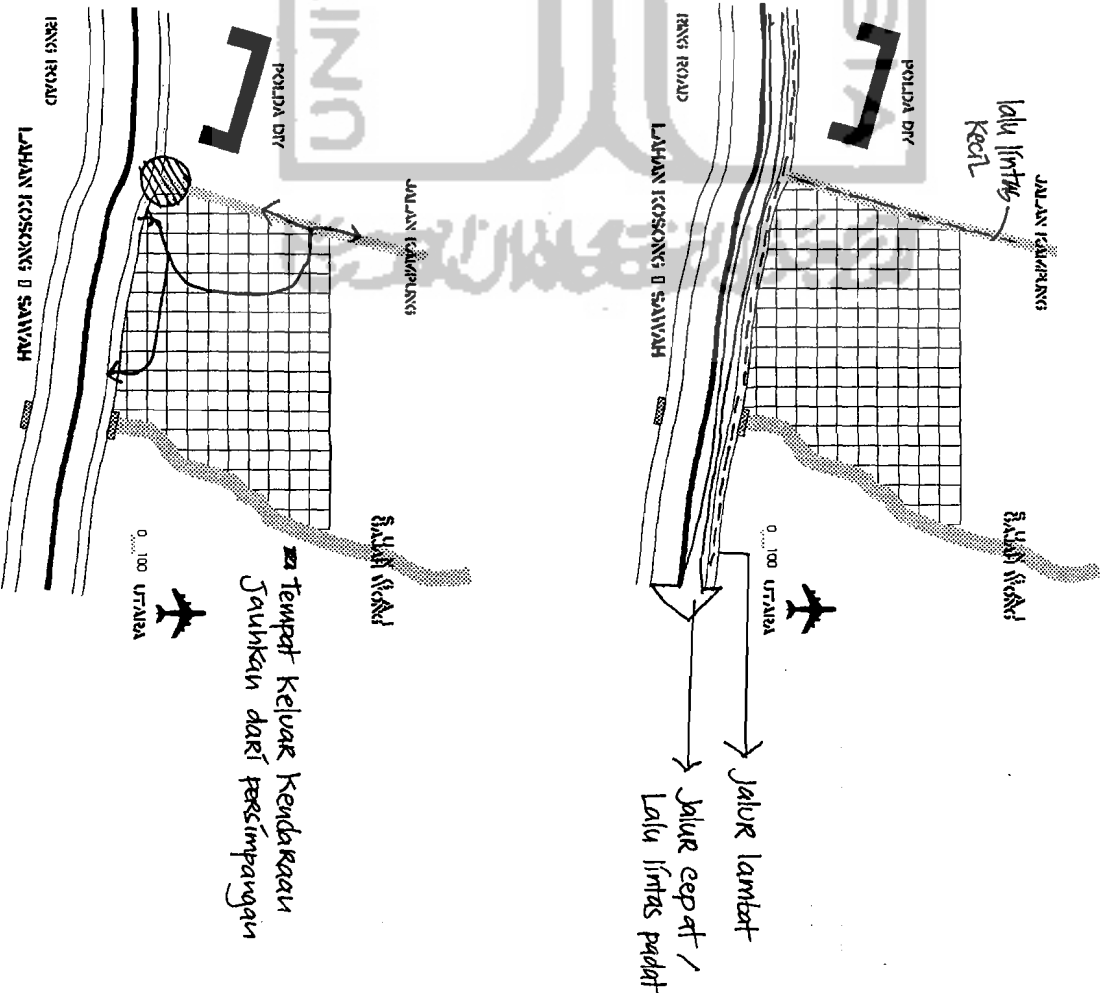 JALAN KAMPUNG
lalu lintas
kecil
POLDA DIY
RING ROAD
LAHAN KOSONG & SAWAH
0 100 UTARA
Jalur lambat
Jalur cepat /
Lalu lintas padat
JALAN KAMPUNG
POLDA DIY
RING ROAD
LAHAN KOSONG & SAWAH
0 100 UTARA
Tempat keluar kendaraan
Jauhkan dari persimpangan
UNI